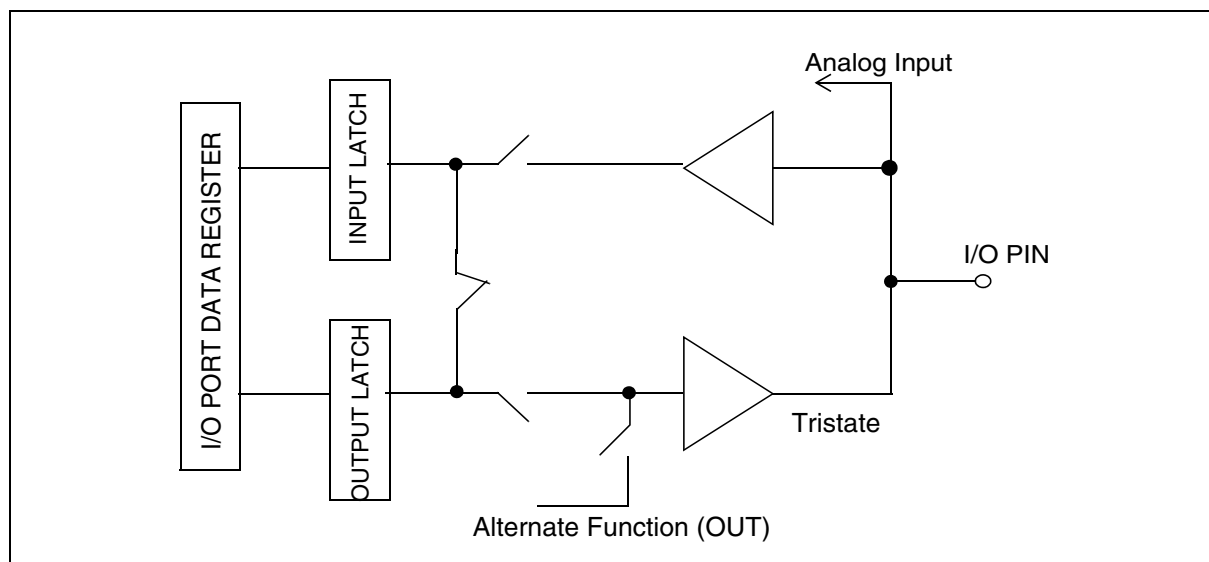 Analog Input
I/O PORT DATA REGISTER
INPUT LATCH
I/O PIN
OUTPUT LATCH
Tristate
Alternate Function (OUT)